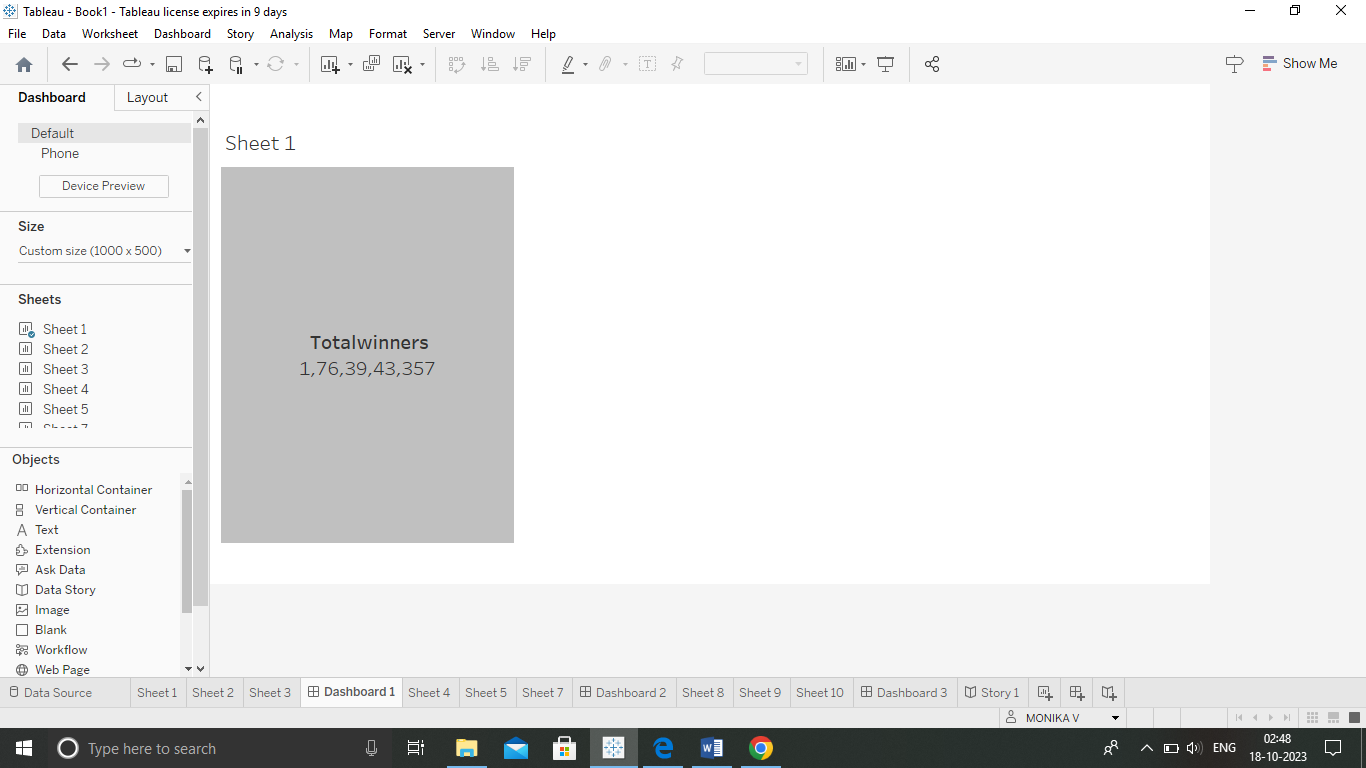 Tableau - Book1 - Tableau license expires in 9 days
File Data Worksheet Dashboard Story Analysis Map Format Server Window Help
Show Me
Dashboard Layout
Default
Phone
Device Preview
Size
Custom size (1000 x 500)
Sheets
Sheet 1
Sheet 2
Sheet 3
Sheet 4
Sheet 5
Sheet 7
Objects
Horizontal Container
Vertical Container
Text
Extension
Ask Data
Data Story
Image
Blank
Workflow
Web Page
Sheet 1
Totalwinners
1,76,39,43,357
Data Source Sheet 1 Sheet 2 Sheet 3 Dashboard 1 Sheet 4 Sheet 5 Sheet 7 Dashboard 2 Sheet 8 Sheet 9 Sheet 10 Dashboard 3 Story 1
MONIKA V
Type here to search
ENG
02:48
18-10-2023